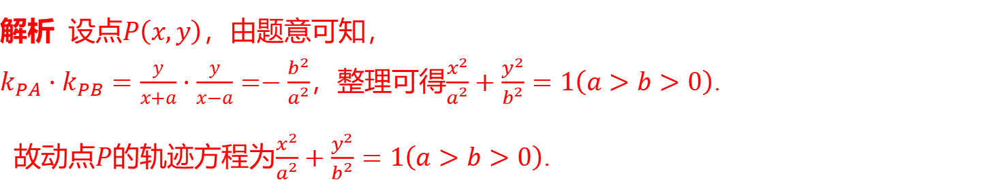 解析 设点P(x, y)，由题意可知，
k_{PA} · k_{PB} = \frac{y}{x+a} · \frac{y}{x−a} = −\frac{b^2}{a^2}，整理可得\frac{x^2}{a^2} + \frac{y^2}{b^2} = 1(a > b > 0).
故动点P的轨迹方程为\frac{x^2}{a^2} + \frac{y^2}{b^2} = 1(a > b > 0).